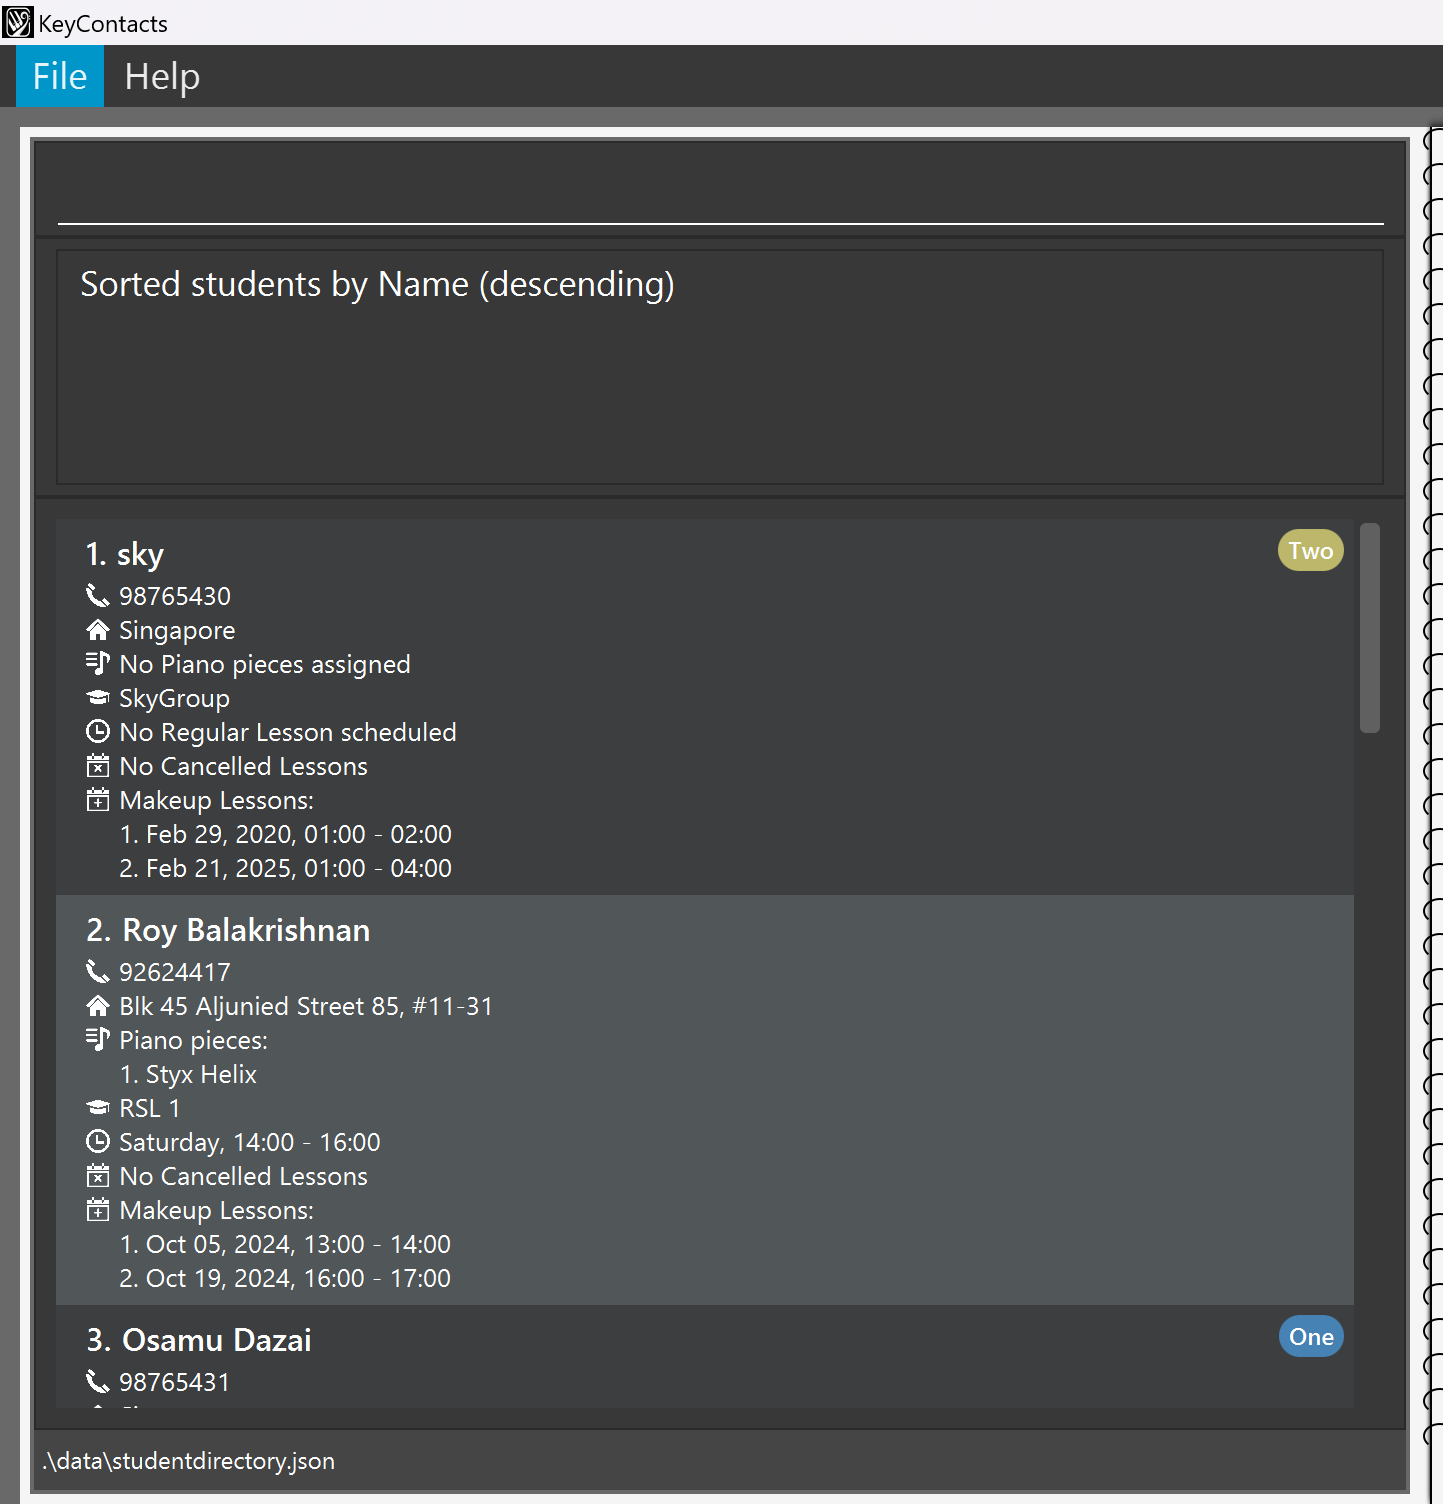 KeyContacts
File Help
Sorted students by Name (descending)
1. sky
Two
98765430
Singapore
No Piano pieces assigned
SkyGroup
No Regular Lesson scheduled
No Cancelled Lessons
Makeup Lessons:
1. Feb 29, 2020, 01:00 - 02:00
2. Feb 21, 2025, 01:00 - 04:00
2. Roy Balakrishnan
92624417
Blk 45 Aljunied Street 85, #11-31
Piano pieces:
1. Styx Helix
RSL 1
Saturday, 14:00 - 16:00
No Cancelled Lessons
Makeup Lessons:
1. Oct 05, 2024, 13:00 - 14:00
2. Oct 19, 2024, 16:00 - 17:00
3. Osamu Dazai
One
98765431
.\data\studentdirectory.json